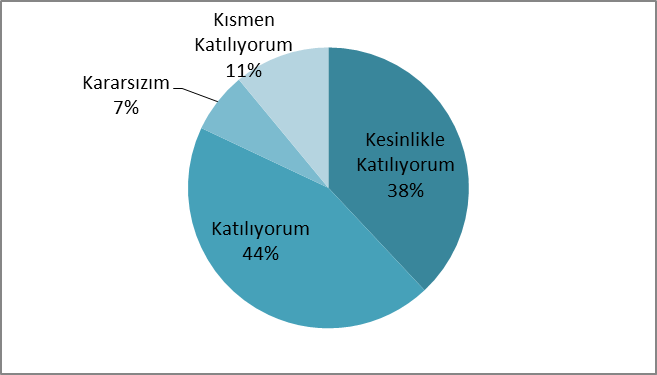 Kısmen
Katılıyorum
11%
Kararsızım
7%
Kesinlikle
Katılıyorum
38%
Katılıyorum
44%